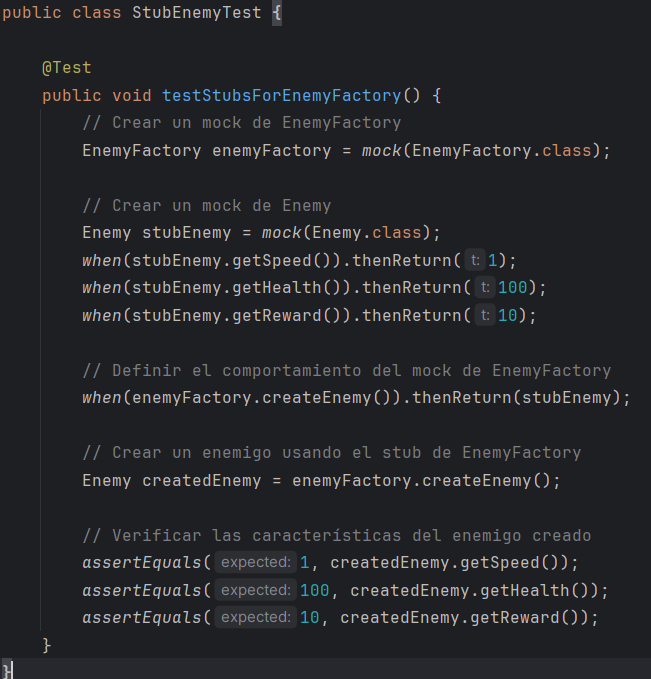 public class StubEnemyTest {
@Test
public void testStubsForEnemyFactory() {
// Crear un mock de EnemyFactory
EnemyFactory enemyFactory = mock(EnemyFactory.class);
// Crear un mock de Enemy
Enemy stubEnemy = mock(Enemy.class);
when(stubEnemy.getSpeed()).thenReturn( t: 1);
when(stubEnemy.getHealth()).thenReturn( t: 100);
when(stubEnemy.getReward()).thenReturn( t: 10);
// Definir el comportamiento del mock de EnemyFactory
when(enemyFactory.createEnemy()).thenReturn(stubEnemy);
// Crear un enemigo usando el stub de EnemyFactory
Enemy createdEnemy = enemyFactory.createEnemy();
// Verificar las características del enemigo creado
assertEquals( expected: 1, createdEnemy.getSpeed());
assertEquals( expected: 100, createdEnemy.getHealth());
assertEquals( expected: 10, createdEnemy.getReward());
}
}